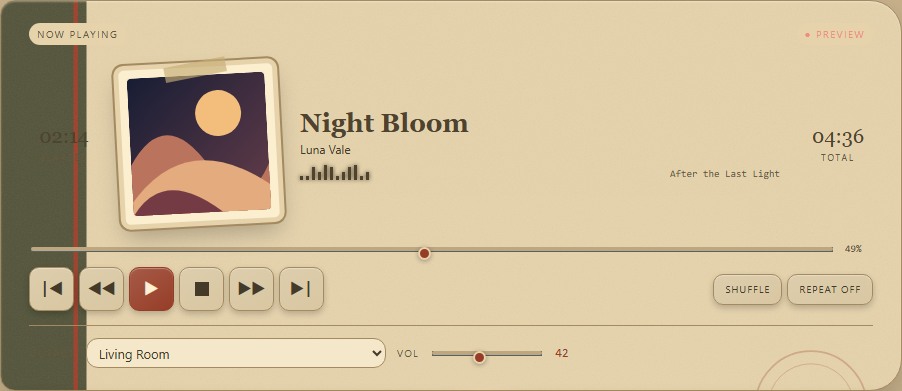 NOW PLAYING
PREVIEW
02:14
Night Bloom
Luna Vale
After the Last Light
04:36
TOTAL
49%
SHUFFLE
REPEAT OFF
Living Room
VOL
42